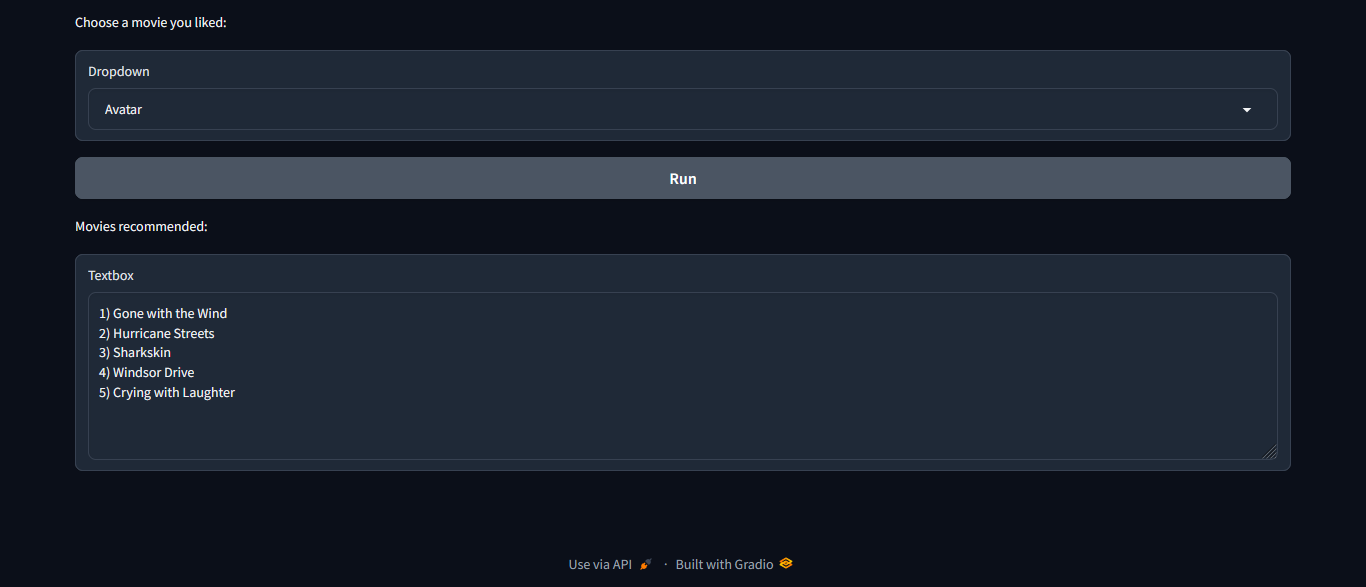 Choose a movie you liked:
Dropdown
Avatar
Run
Movies recommended:
Textbox
1) Gone with the Wind
2) Hurricane Streets
3) Sharkskin
4) Windsor Drive
5) Crying with Laughter
Use via API · Built with Gradio